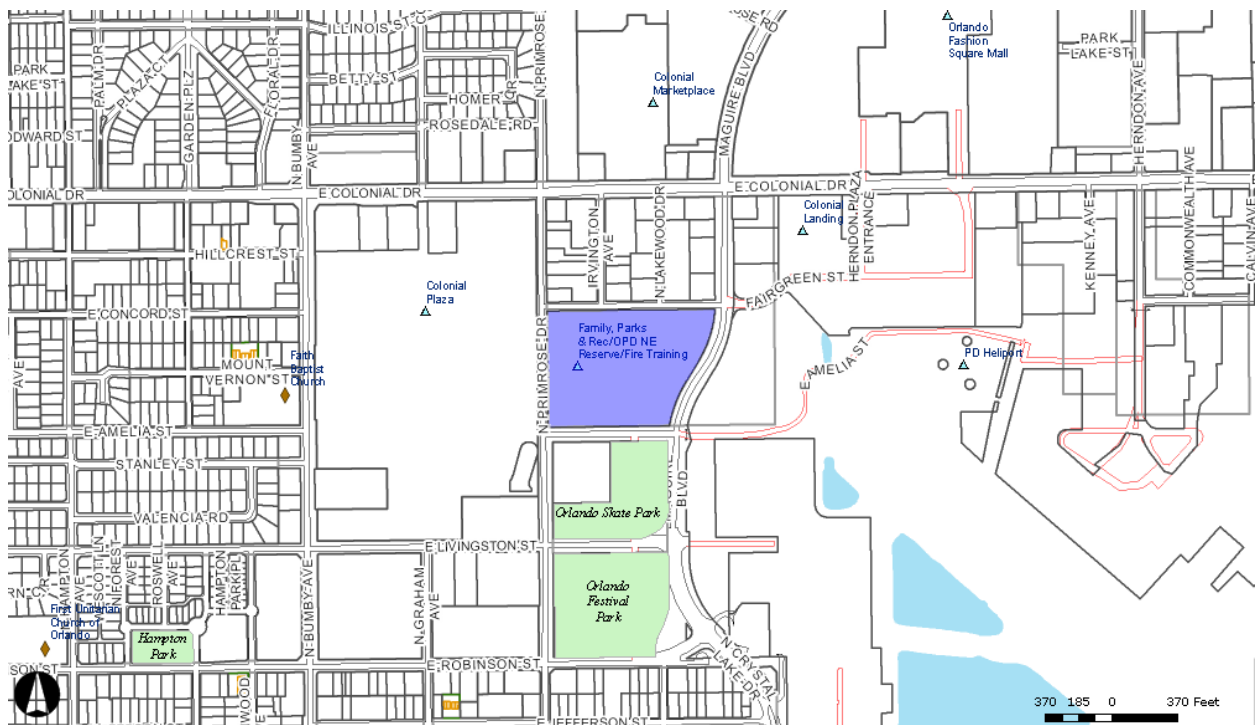 ILLINOIS ST
N PRIMROSE
MAGUIRE BLVD
Orlando
Fashion
Square Mall
PARK
LAKE ST
HERNDON AVE
PARK
LAKE ST
PALM DR
PLAZA CT
GARDEN PLZ
FLORAL DR
BETTY ST
HOMER
Colonial
Marketplace
ROSEDALE RD
N BUMBY
AVE
E COLONIAL DR
E COLONIAL DR
COLONIAL DR
HILLCREST ST
IRVINGTON
AVE
N LAKEWOOD DR
Colonial
Landing
HERNDON PLAZA
ENTRANCE
KENNEY AVE
COMMONWEALTH AVE
CALVIN AVE
Colonial
Plaza
FAIRGREEN ST
E CONCORD ST
MOUNT
VERNON ST
Faith
Baptist
Church
AVE
N PRIMROSE DR
Family, Parks
& Rec/OPD NE
Reserve/Fire Training
E AMELIA ST
PD Heliport
E AMELIA ST
STANLEY ST
VALENCIA RD
Orlando Skate Park
BLVD
E LIVINGSTON ST
HAMPTON
ROSWELL
AVE
HAMPTON
PARK PL
N BUMBY AVE
N GRAHAM
AVE
Orlando
Festival
Park
First Unitarian
Church of
Orlando
Hampton
Park
E ROBINSON ST
SON ST
N CRYSTAL
LAKE DR
E JEFFERSON ST
370 185 0 370 Feet